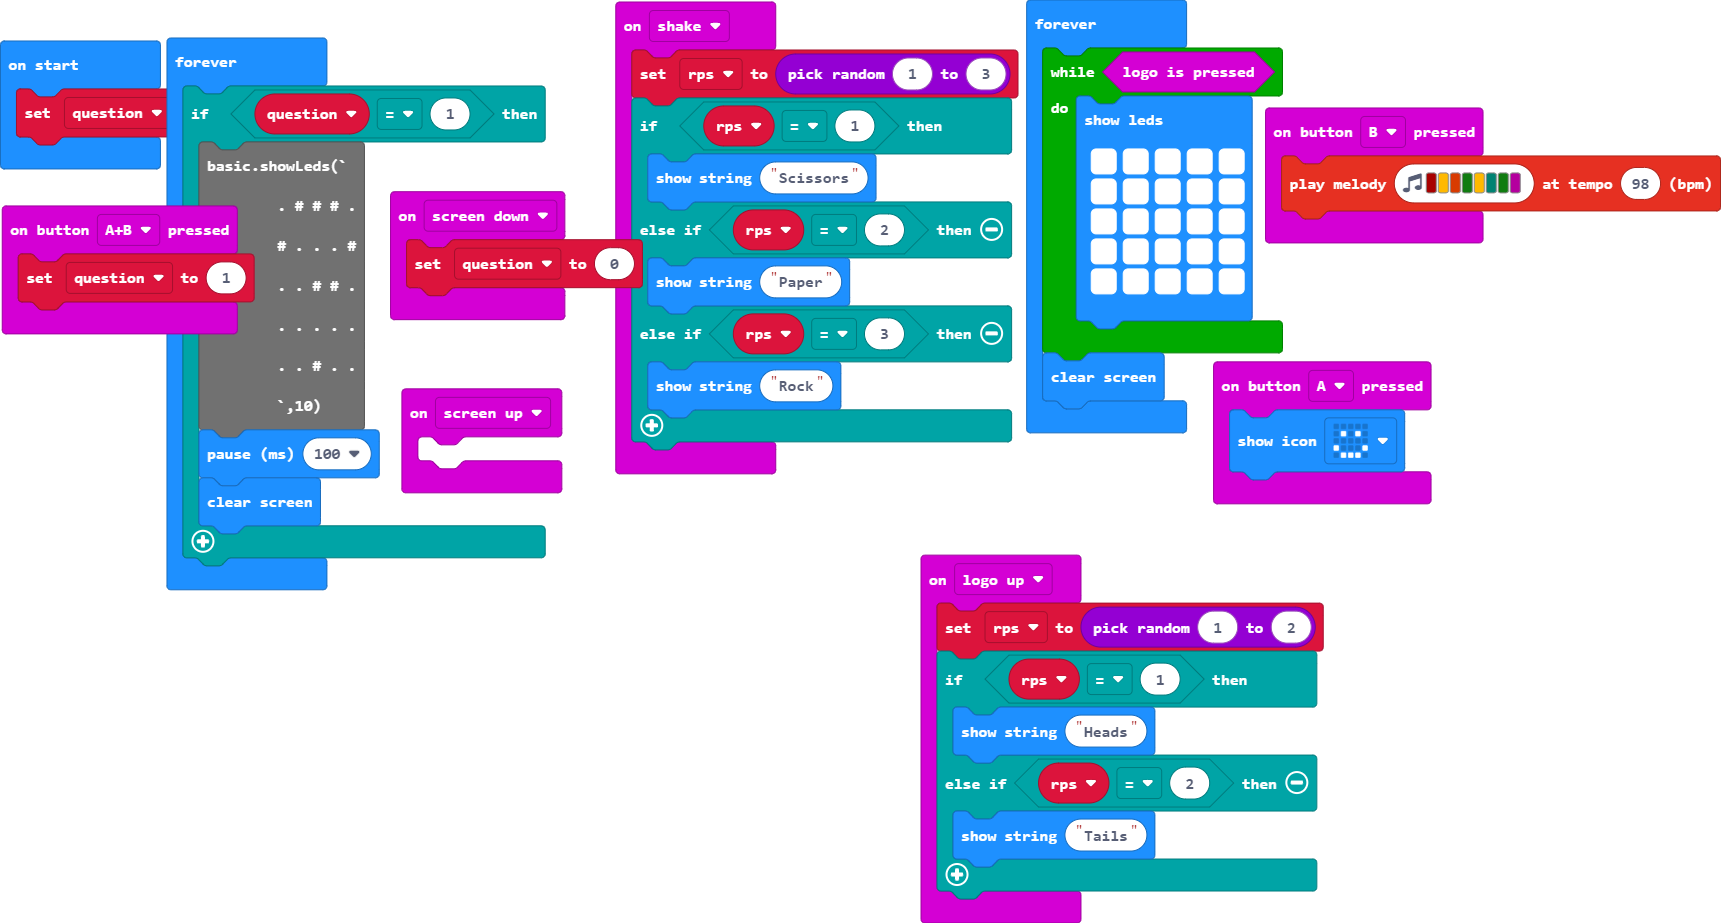 on start
set question
on button A+B pressed
set question to 1
forever
if question = 1 then
basic.showLeds(`
. # # # .
# . . . #
. . # # .
. . . . .
. . # . .
`,10)
pause (ms) 100
clear screen
on screen down
set question to 0
on screen up
on shake
set rps to pick random 1 to 3
if rps = 1 then
show string "Scissors"
else if rps = 2 then
show string "Paper"
else if rps = 3 then
show string "Rock"
forever
while logo is pressed
do
show leds
clear screen
on button B pressed
play melody at tempo 98 (bpm)
on button A pressed
show icon
on logo up
set rps to pick random 1 to 2
if rps = 1 then
show string "Heads"
else if rps = 2 then
show string "Tails"